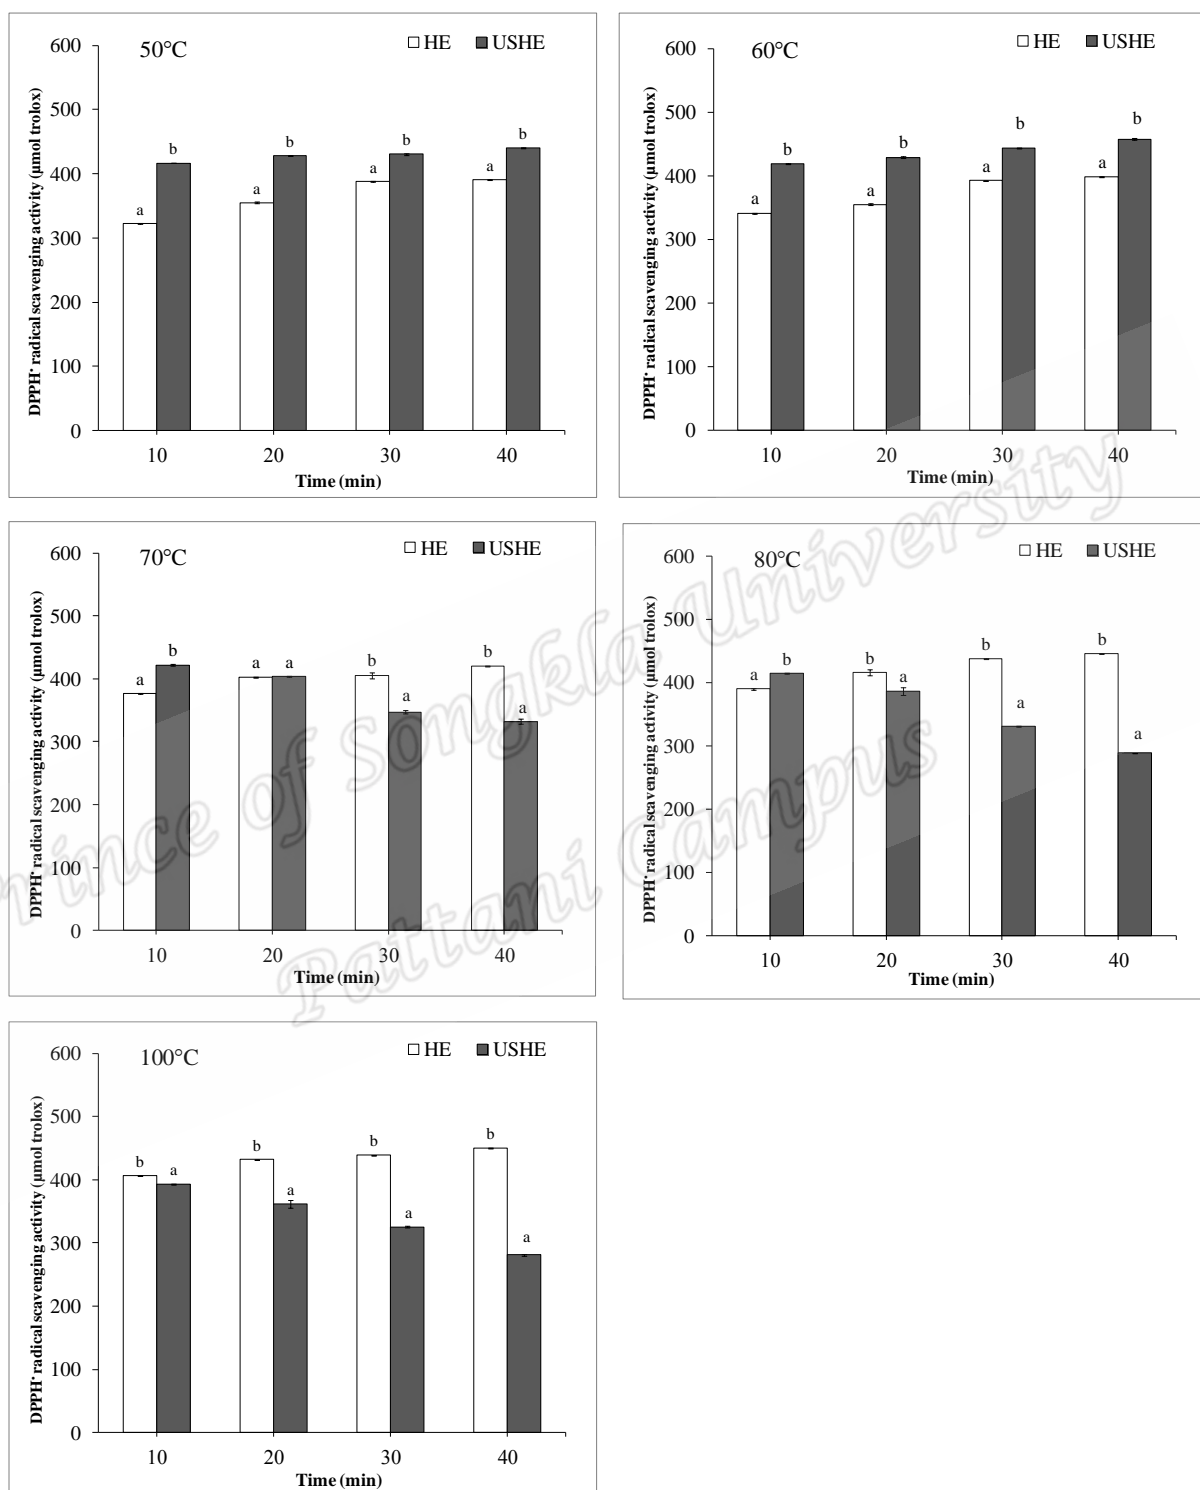 50°C
HE USHE
DPPH• radical scavenging activity (µmol trolox)
600
500
400
300
200
100
0
a b a b a b a b
10 20 30 40
Time (min)
60°C
HE USHE
DPPH• radical scavenging activity (µmol trolox)
600
500
400
300
200
100
0
a b a b a b a b
10 20 30 40
Time (min)
70°C
HE USHE
DPPH• radical scavenging activity (µmol trolox)
600
500
400
300
200
100
0
a b a a b a b a
10 20 30 40
Time (min)
80°C
HE USHE
DPPH• radical scavenging activity (µmol trolox)
600
500
400
300
200
100
0
a b b a b a b a
10 20 30 40
Time (min)
100°C
HE USHE
DPPH• radical scavenging activity (µmol trolox)
600
500
400
300
200
100
0
b a b a b a b a
10 20 30 40
Time (min)
Prince of Songkla University
Pattani Campus